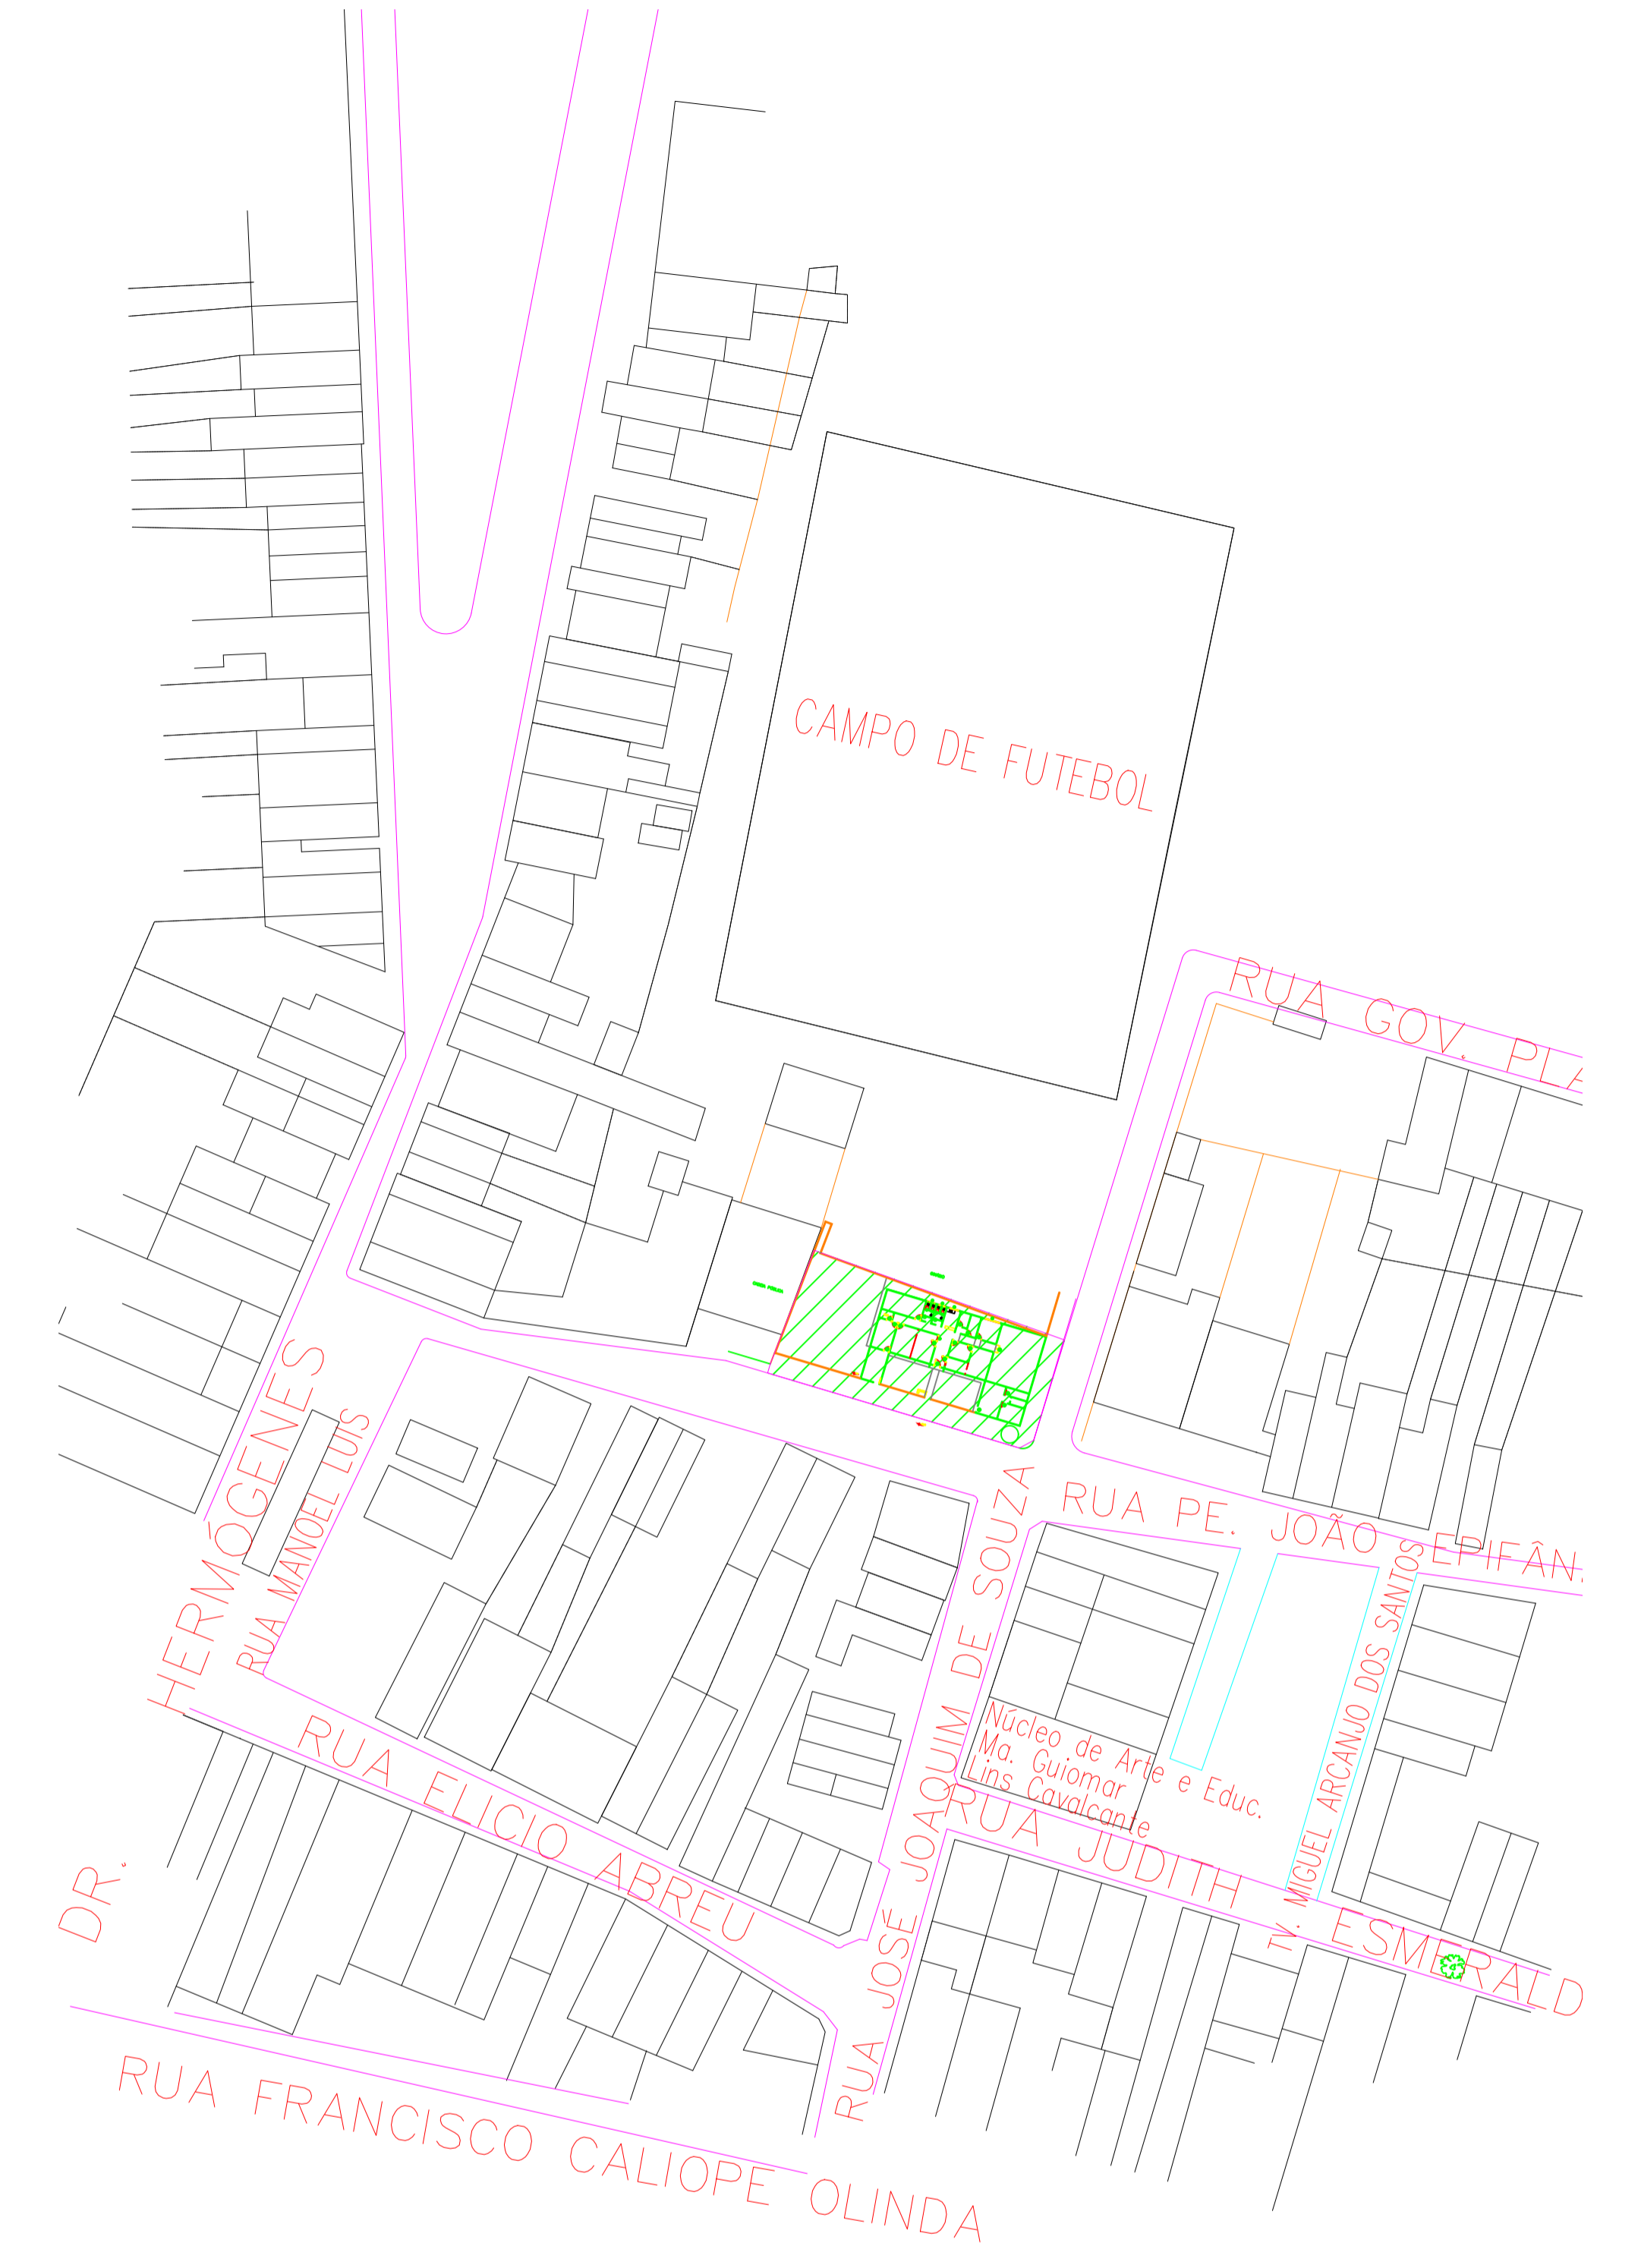 CAMPO DE FUTEBOL
RUA GOV. PLA
HERMÓGENES
RUA MANOEL LUIS
RUA JOSÉ JOAQUIM DE SOUZA
RUA PE. JOÃO EPIFÂN.
TV. MIGUEL ARCANJO DOS SANTOS
Núcleo de Arte e Educ.
Ma. Guiomar
Lins Cavalcante
RUA JUDITH ESMERALD
RUA ELICIO ABREU
DR.
RUA FRANCISCO CALIOPE OLINDA